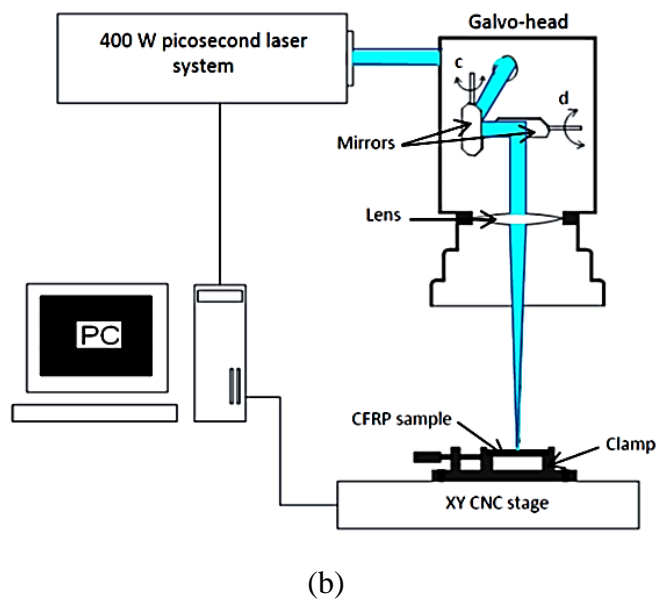 400 W picosecond laser
system
Galvo-head
c
d
Mirrors
Lens
PC
CFRP sample
Clamp
XY CNC stage
(b)